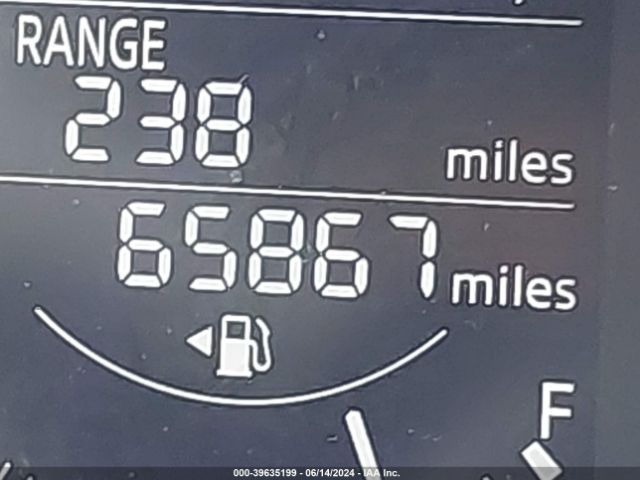 RANGE
238 miles
65867 miles
F
000-39635199 - 06/14/2024 - IAA Inc.